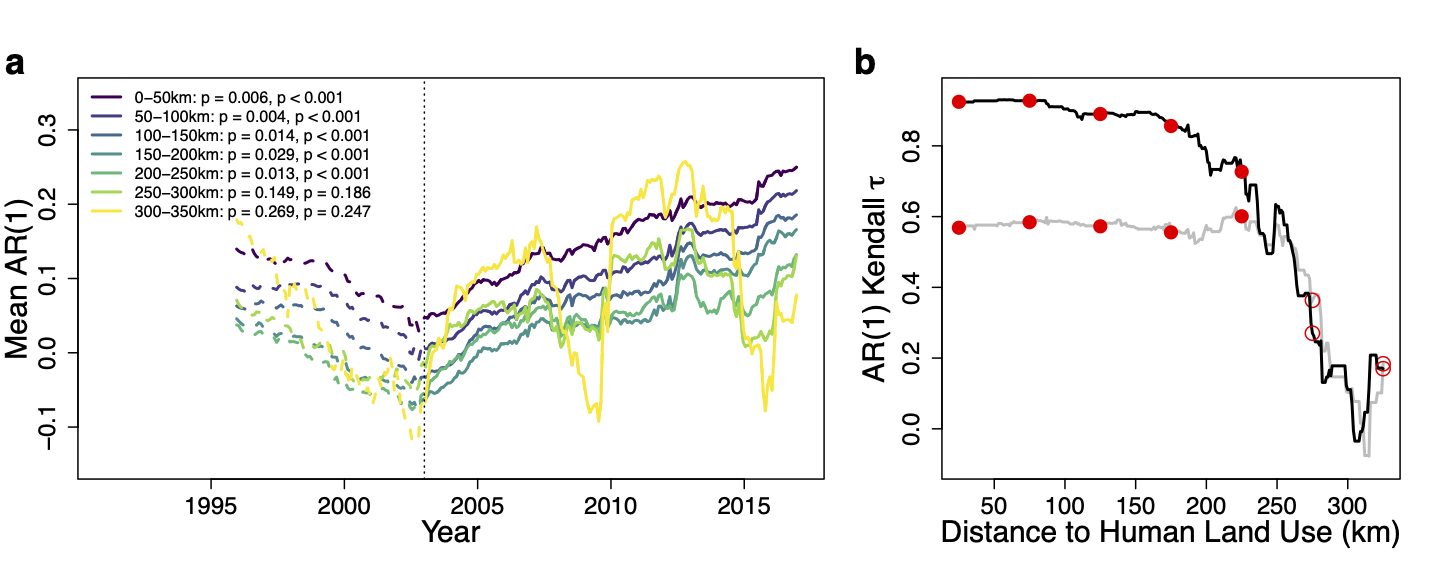 a
0−50km: p = 0.006, p < 0.001
50−100km: p = 0.004, p < 0.001
100−150km: p = 0.014, p < 0.001
150−200km: p = 0.029, p < 0.001
200−250km: p = 0.013, p < 0.001
250−300km: p = 0.149, p = 0.186
300−350km: p = 0.269, p = 0.247
Mean AR(1)
0.3
0.2
0.1
0.0
−0.1
1995 2000 2005 2010 2015
Year
b
AR(1) Kendall τ
0.8
0.6
0.4
0.2
0.0
50 100 150 200 250 300
Distance to Human Land Use (km)